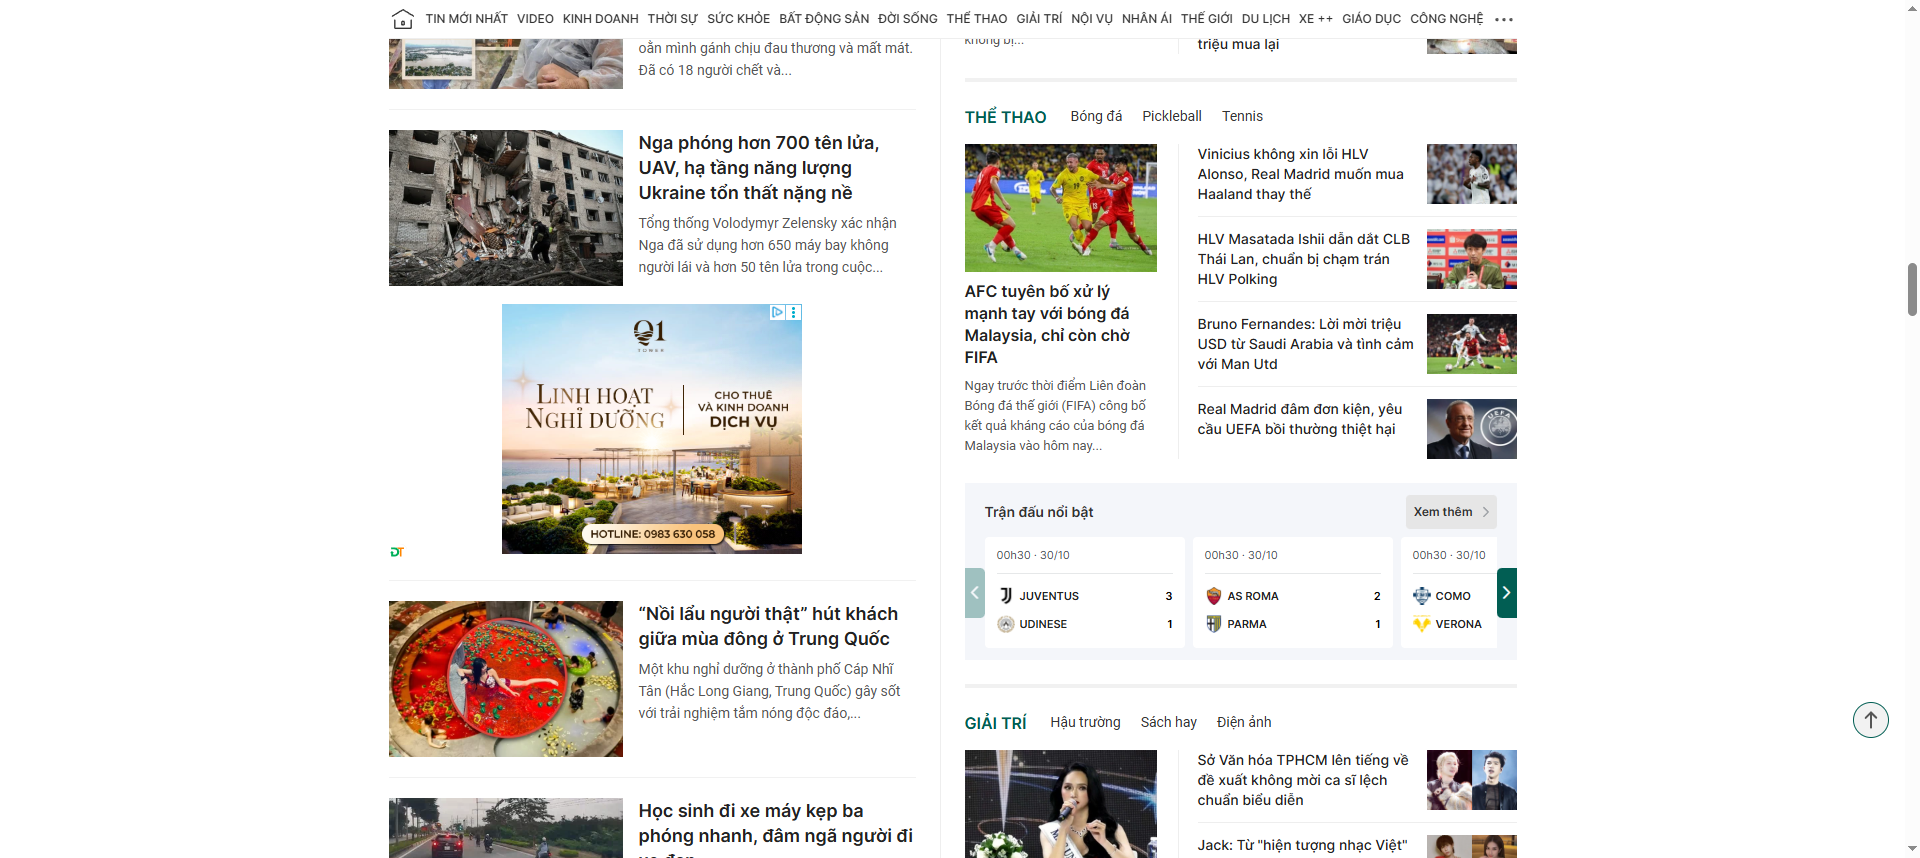 TIN MỚI NHẤT VIDEO KINH DOANH THỜI SỰ SỨC KHỎE BẤT ĐỘNG SẢN ĐỜI SỐNG THỂ THAO GIẢI TRÍ NỘI VỤ NHÂN ÁI THẾ GIỚI DU LỊCH XE ++ GIÁO DỤC CÔNG NGHỆ
oằn mình gánh chịu đau thương và mất mát.
Đã có 18 người chết và...
Nga phóng hơn 700 tên lửa,
UAV, hạ tầng năng lượng
Ukraine tổn thất nặng nề
Tổng thống Volodymyr Zelensky xác nhận
Nga đã sử dụng hơn 650 máy bay không
người lái và hơn 50 tên lửa trong cuộc...
Q1
TOWER
LINH HOẠT
NGHỈ DƯỠNG
CHO THUÊ
VÀ KINH DOANH
DỊCH VỤ
HOTLINE: 0983 630 058
DT
“Nồi lẩu người thật” hút khách
giữa mùa đông ở Trung Quốc
Một khu nghỉ dưỡng ở thành phố Cáp Nhĩ
Tân (Hắc Long Giang, Trung Quốc) gây sốt
với trải nghiệm tắm nóng độc đáo,...
Học sinh đi xe máy kẹp ba
phóng nhanh, đâm ngã người đi
xe đạp
không bị...
triệu mua lại
THỂ THAO Bóng đá Pickleball Tennis
AFC tuyên bố xử lý
mạnh tay với bóng đá
Malaysia, chỉ còn chờ
FIFA
Ngay trước thời điểm Liên đoàn
Bóng đá thế giới (FIFA) công bố
kết quả kháng cáo của bóng đá
Malaysia vào hôm nay...
Vinicius không xin lỗi HLV
Alonso, Real Madrid muốn mua
Haaland thay thế
HLV Masatada Ishii dẫn dắt CLB
Thái Lan, chuẩn bị chạm trán
HLV Polking
Bruno Fernandes: Lời mời triệu
USD từ Saudi Arabia và tình cảm
với Man Utd
Real Madrid đâm đơn kiện, yêu
cầu UEFA bồi thường thiệt hại
UEFA
Trận đấu nổi bật
Xem thêm
00h30 · 30/10
JUVENTUS 3
UDINESE 1
00h30 · 30/10
AS ROMA 2
PARMA 1
00h30 · 30/10
COMO
VERONA
GIẢI TRÍ Hậu trường Sách hay Điện ảnh
Sở Văn hóa TPHCM lên tiếng về
đề xuất không mời ca sĩ lệch
chuẩn biểu diễn
Jack: Từ "hiện tượng nhạc Việt"